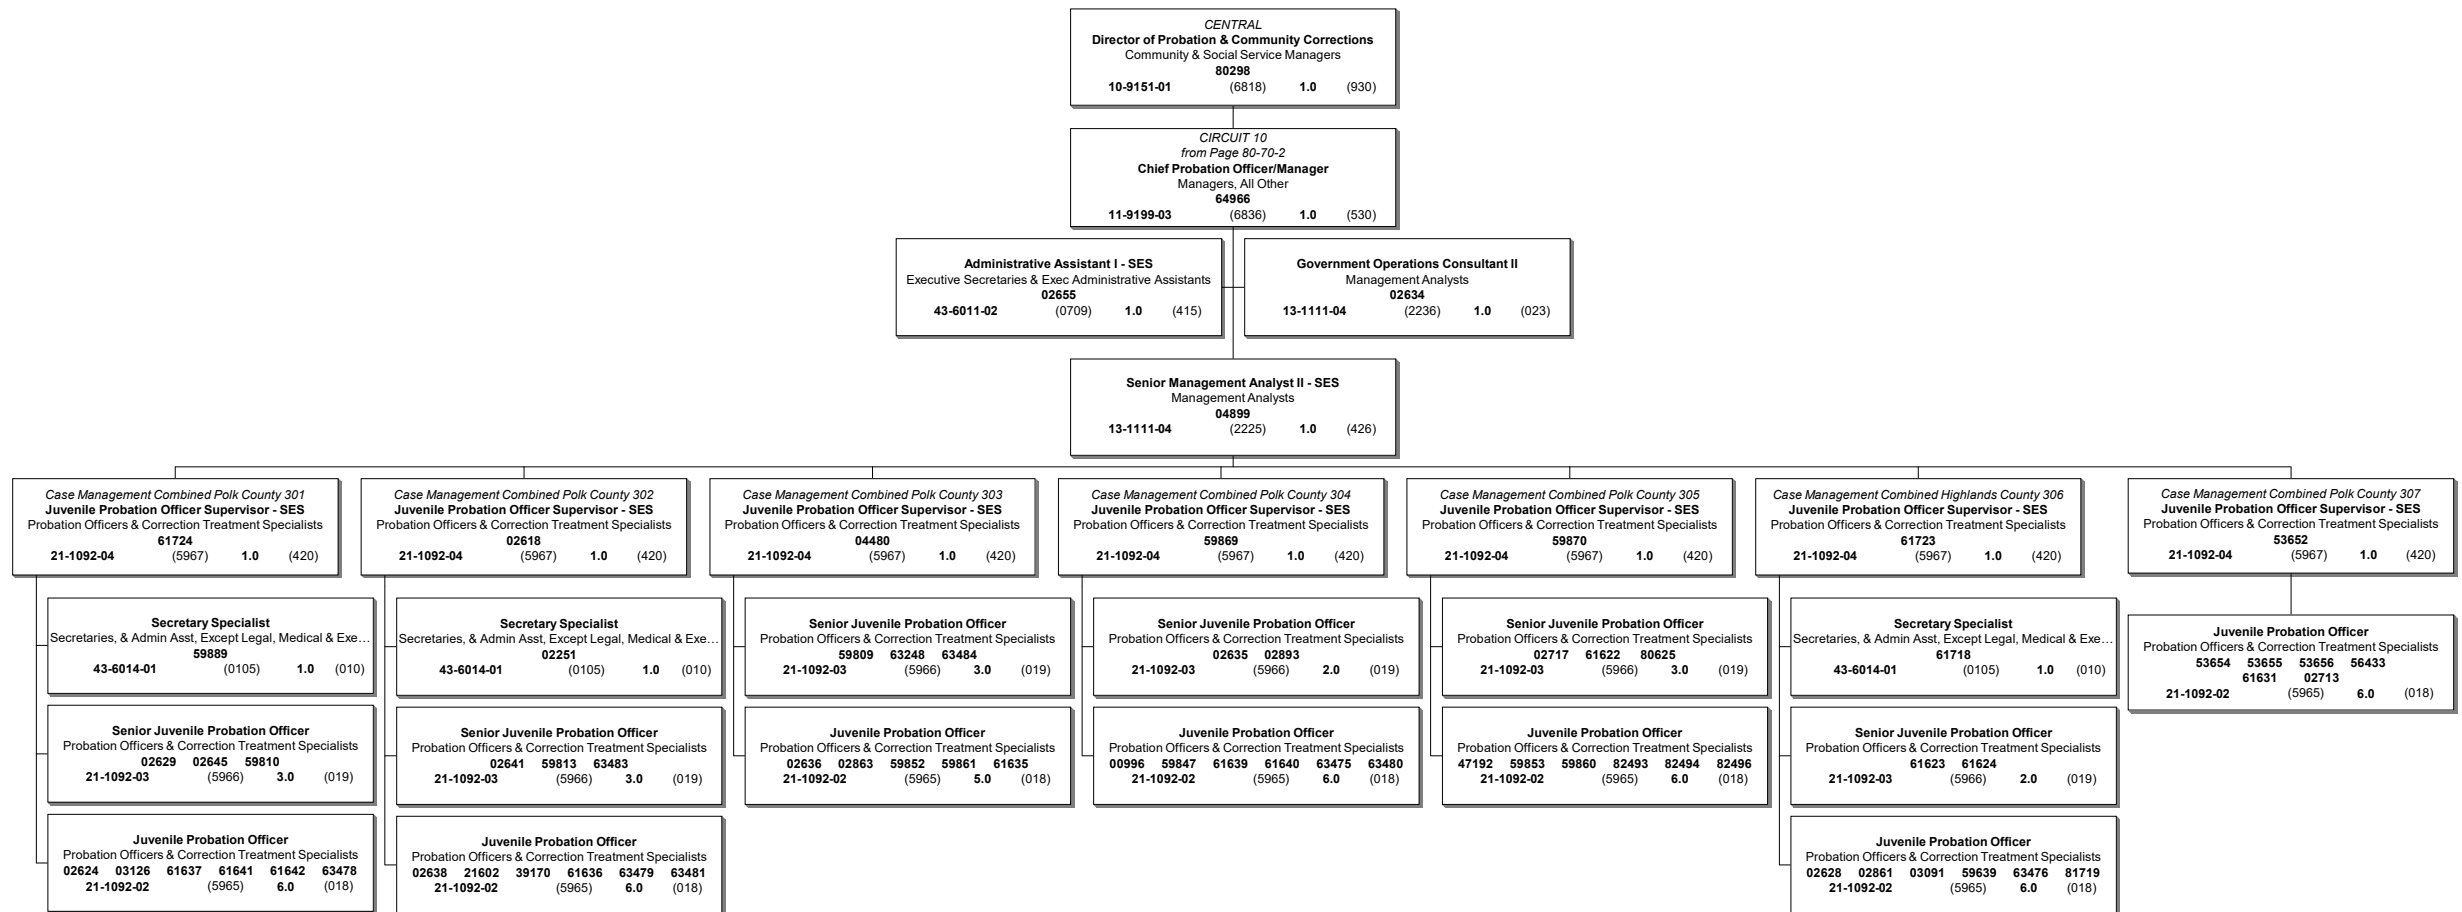 CENTRAL
Director of Probation & Community Corrections
Community & Social Service Managers
80298
10-9151-01 (6818) 1.0 (930)
CIRCUIT 10
from Page 80-70-2
Chief Probation Officer/Manager
Managers, All Other
64966
11-9199-03 (6836) 1.0 (530)
Administrative Assistant I - SES
Executive Secretaries & Exec Administrative Assistants
02655
43-6011-02 (0709) 1.0 (415)
Government Operations Consultant II
Management Analysts
02634
13-1111-04 (2236) 1.0 (023)
Senior Management Analyst II - SES
Management Analysts
04899
13-1111-04 (2225) 1.0 (426)
Case Management Combined Polk County 301
Juvenile Probation Officer Supervisor - SES
Probation Officers & Correction Treatment Specialists
61724
21-1092-04 (5967) 1.0 (420)
Secretary Specialist
Secretaries, & Admin Asst, Except Legal, Medical & Exe...
59889
43-6014-01 (0105) 1.0 (010)
Senior Juvenile Probation Officer
Probation Officers & Correction Treatment Specialists
02629 02645 59810
21-1092-03 (5966) 3.0 (019)
Juvenile Probation Officer
Probation Officers & Correction Treatment Specialists
02624 03126 61637 61641 61642 63478
21-1092-02 (5965) 6.0 (018)
Case Management Combined Polk County 302
Juvenile Probation Officer Supervisor - SES
Probation Officers & Correction Treatment Specialists
02618
21-1092-04 (5967) 1.0 (420)
Secretary Specialist
Secretaries, & Admin Asst, Except Legal, Medical & Exe...
02251
43-6014-01 (0105) 1.0 (010)
Senior Juvenile Probation Officer
Probation Officers & Correction Treatment Specialists
02641 59813 63483
21-1092-03 (5966) 3.0 (019)
Juvenile Probation Officer
Probation Officers & Correction Treatment Specialists
02638 21602 39170 61636 63479 63481
21-1092-02 (5965) 6.0 (018)
Case Management Combined Polk County 303
Juvenile Probation Officer Supervisor - SES
Probation Officers & Correction Treatment Specialists
04480
21-1092-04 (5967) 1.0 (420)
Senior Juvenile Probation Officer
Probation Officers & Correction Treatment Specialists
59809 63248 63484
21-1092-03 (5966) 3.0 (019)
Juvenile Probation Officer
Probation Officers & Correction Treatment Specialists
02636 02863 59852 59861 61635
21-1092-02 (5965) 5.0 (018)
Case Management Combined Polk County 304
Juvenile Probation Officer Supervisor - SES
Probation Officers & Correction Treatment Specialists
59869
21-1092-04 (5967) 1.0 (420)
Senior Juvenile Probation Officer
Probation Officers & Correction Treatment Specialists
02635 02893
21-1092-03 (5966) 2.0 (019)
Juvenile Probation Officer
Probation Officers & Correction Treatment Specialists
00996 59847 61639 61640 63475 63480
21-1092-02 (5965) 6.0 (018)
Case Management Combined Polk County 305
Juvenile Probation Officer Supervisor - SES
Probation Officers & Correction Treatment Specialists
59870
21-1092-04 (5967) 1.0 (420)
Senior Juvenile Probation Officer
Probation Officers & Correction Treatment Specialists
02717 61622 80625
21-1092-03 (5966) 3.0 (019)
Juvenile Probation Officer
Probation Officers & Correction Treatment Specialists
47192 59853 59860 82493 82494 82496
21-1092-02 (5965) 6.0 (018)
Case Management Combined Highlands County 306
Juvenile Probation Officer Supervisor - SES
Probation Officers & Correction Treatment Specialists
61723
21-1092-04 (5967) 1.0 (420)
Secretary Specialist
Secretaries, & Admin Asst, Except Legal, Medical & Exe...
61718
43-6014-01 (0105) 1.0 (010)
Senior Juvenile Probation Officer
Probation Officers & Correction Treatment Specialists
61623 61624
21-1092-03 (5966) 2.0 (019)
Juvenile Probation Officer
Probation Officers & Correction Treatment Specialists
02628 02861 03091 59639 63476 81719
21-1092-02 (5965) 6.0 (018)
Case Management Combined Polk County 307
Juvenile Probation Officer Supervisor - SES
Probation Officers & Correction Treatment Specialists
53652
21-1092-04 (5967) 1.0 (420)
Juvenile Probation Officer
Probation Officers & Correction Treatment Specialists
53654 53655 53656 56433
61631 02713
21-1092-02 (5965) 6.0 (018)